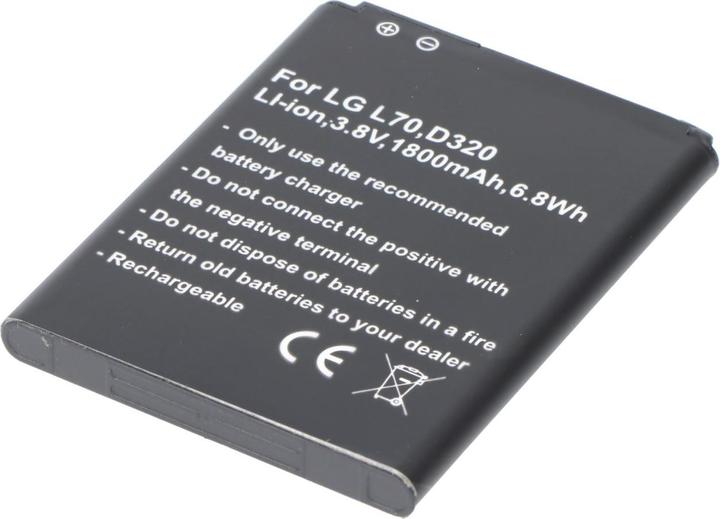 For LG L70,D320
LI-ion,3.8V,1800mAh,6.8Wh
- Only use the recommended
battery charger
- Do not connect the positive with
the negative terminal
- Do not dispose of batteries in a fire
- Return old batteries to your dealer
- Rechargeable
CE